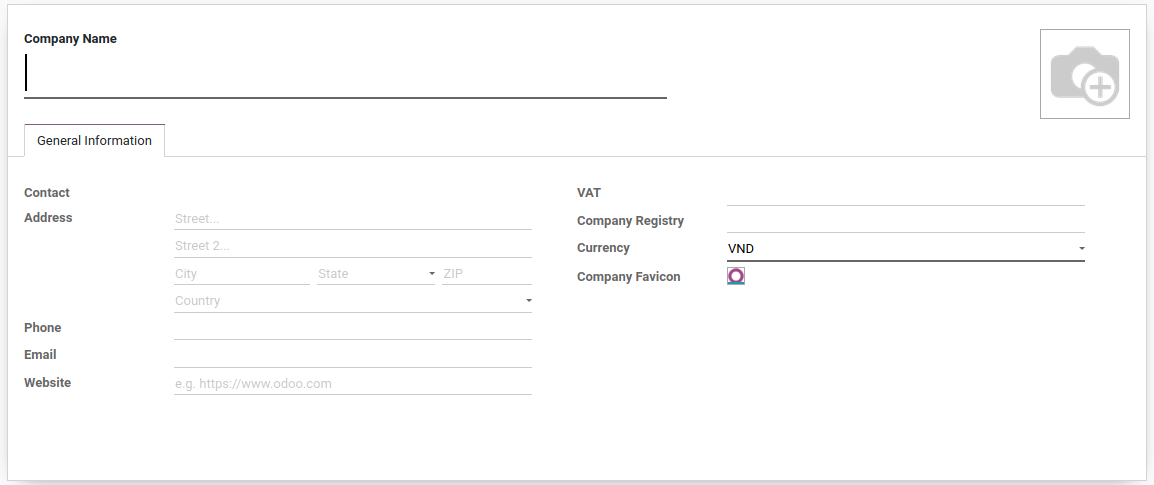 Company Name
General Information
Contact
Address
Street...
Street 2...
City State ZIP
Country
Phone
Email
Website e.g. https://www.odoo.com
VAT
Company Registry
Currency VND
Company Favicon